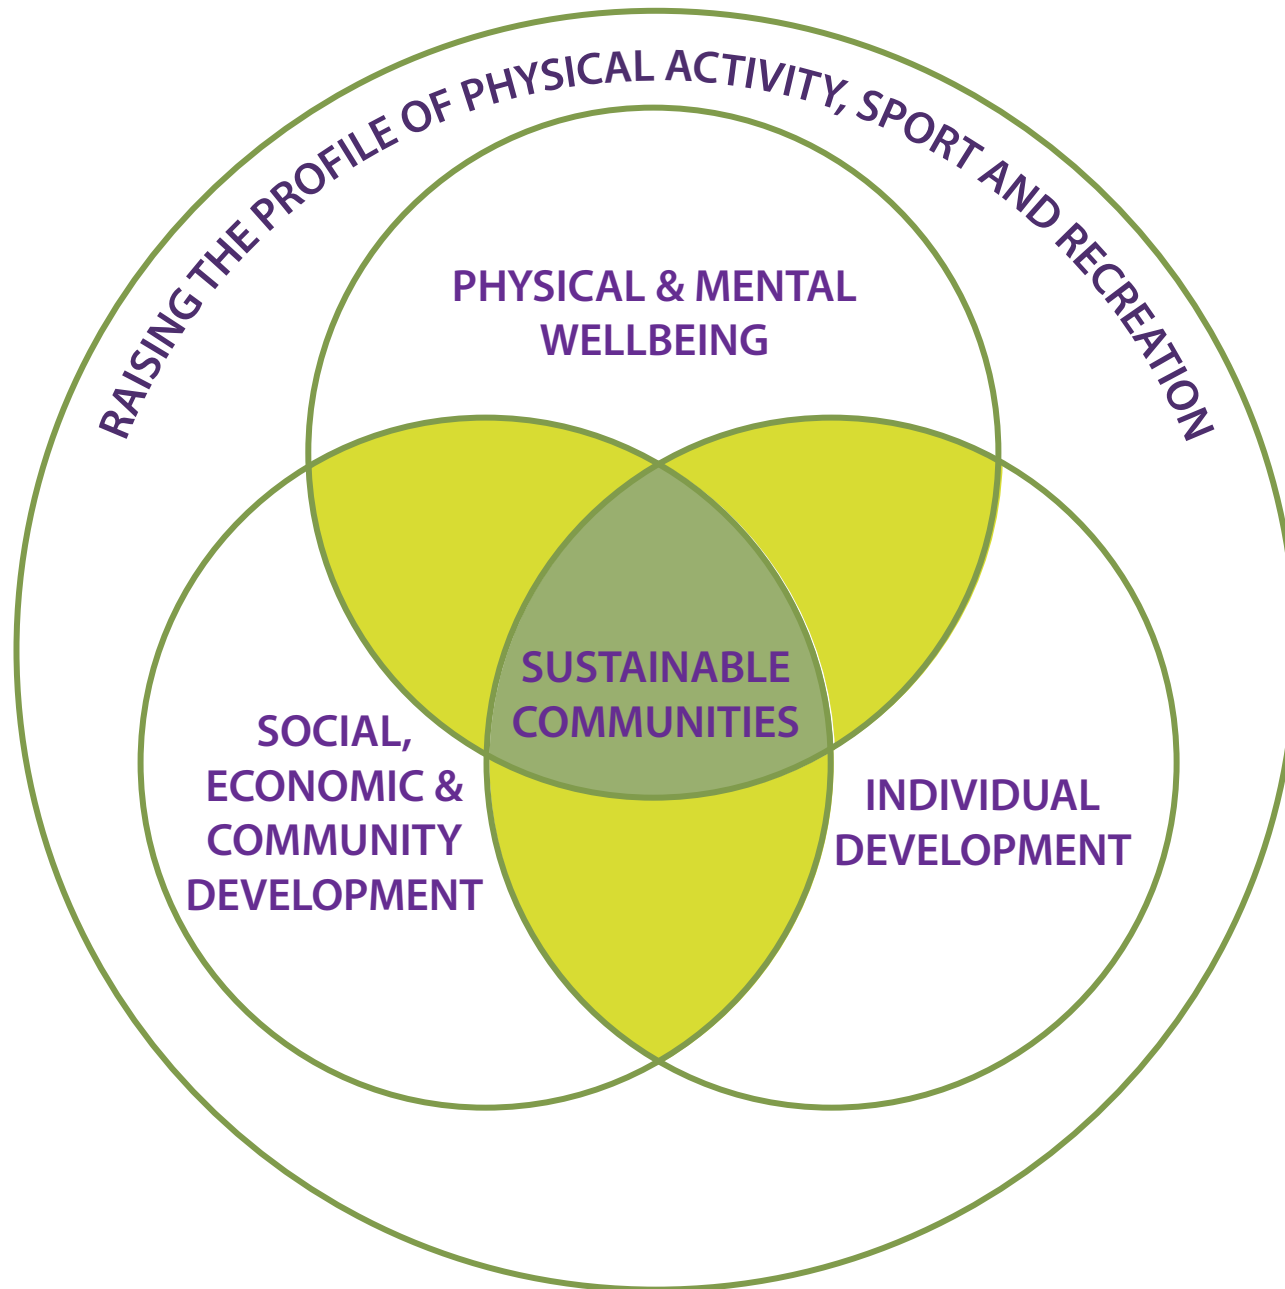 RAISING THE PROFILE OF PHYSICAL ACTIVITY, SPORT AND RECREATION
PHYSICAL & MENTAL
WELLBEING
SUSTAINABLE
COMMUNITIES
SOCIAL,
ECONOMIC &
COMMUNITY
DEVELOPMENT
INDIVIDUAL
DEVELOPMENT